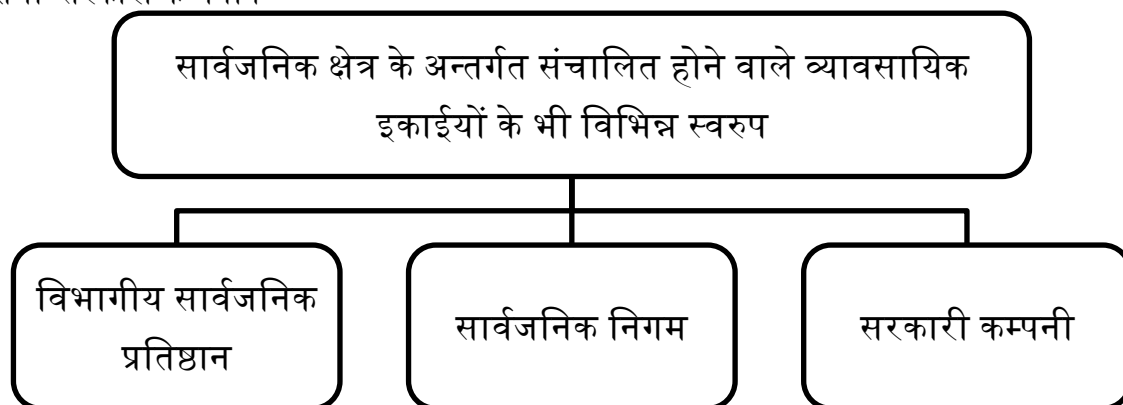 सार्वजनिक क्षेत्र के अन्तर्गत संचालित होने वाले व्यावसायिक
इकाईयों के भी विभिन्न स्वरुप
विभागीय सार्वजनिक
प्रतिष्ठान
सार्वजनिक निगम
सरकारी कम्पनी